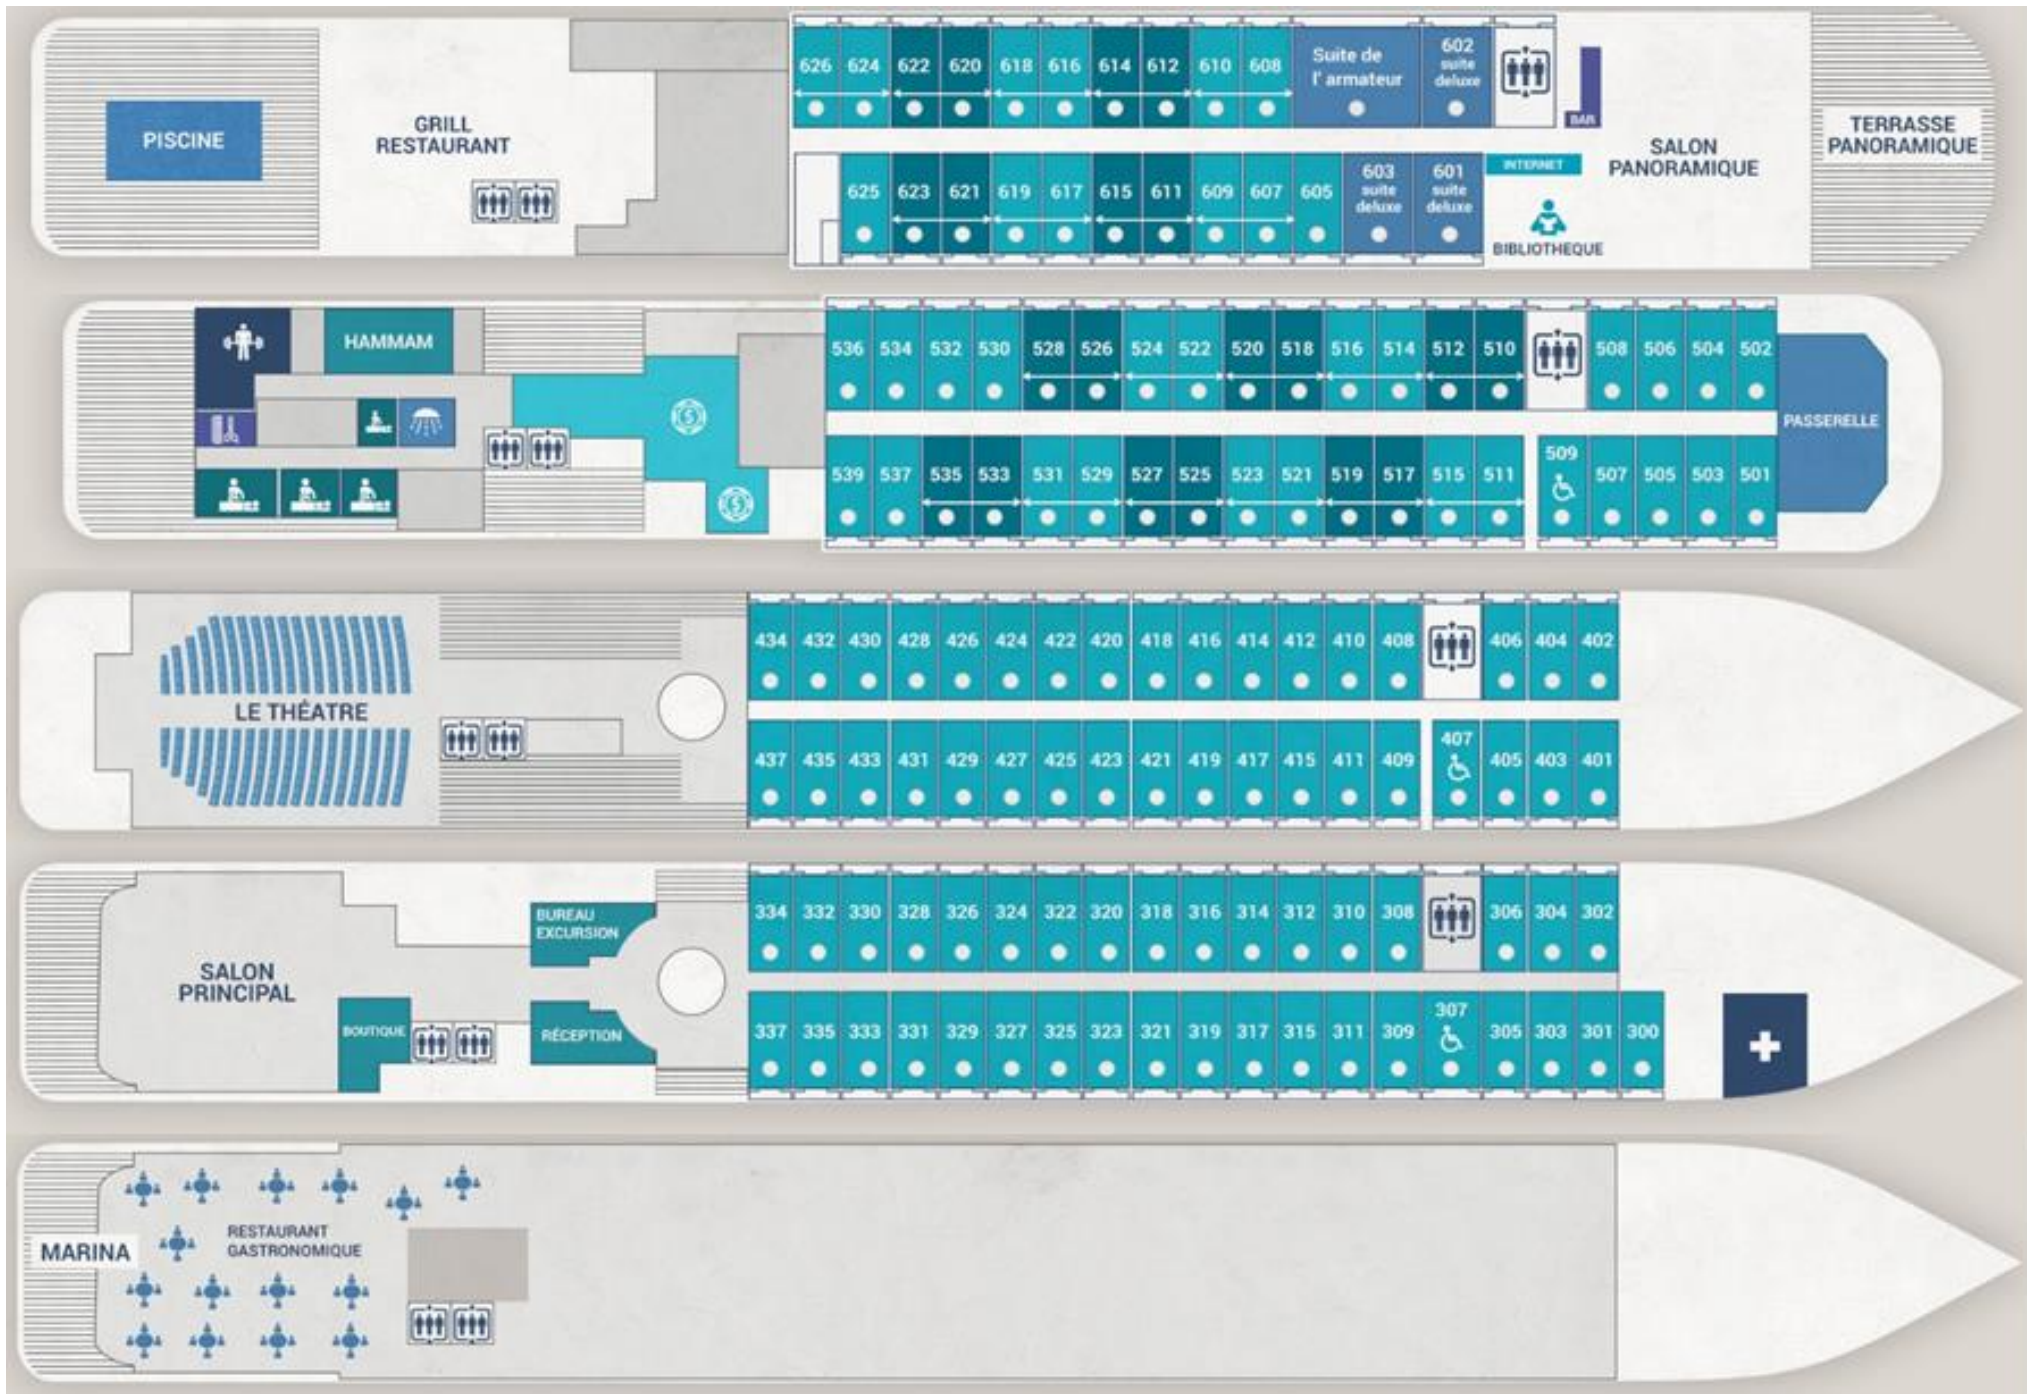 626 624 622 620 618 616 614 612 610 608
Suite de
l' armateur
602
suite
deluxe
PISCINE
GRILL
RESTAURANT
BAR
SALON
PANORAMIQUE
TERRASSE
PANORAMIQUE
625 623 621 619 617 615 611 609 607 605
603
suite
deluxe
601
suite
deluxe
INTERNET
BIBLIOTHEQUE
HAMMAM
536 534 532 530 528 526 524 522 520 518 516 514 512 510 508 506 504 502
$
$
PASSERELLE
539 537 535 533 531 529 527 525 523 521 519 517 515 511 509 507 505 503 501
434 432 430 428 426 424 422 420 418 416 414 412 410 408 406 404 402
LE THÉATRE
437 435 433 431 429 427 425 423 421 419 417 415 411 409 407 405 403 401
334 332 330 328 326 324 322 320 318 316 314 312 310 308 306 304 302
BUREAU
EXCURSION
SALON
PRINCIPAL
BOUTIQUE
RÉCEPTION
337 335 333 331 329 327 325 323 321 319 317 315 311 309 307 305 303 301 300
MARINA
RESTAURANT
GASTRONOMIQUE